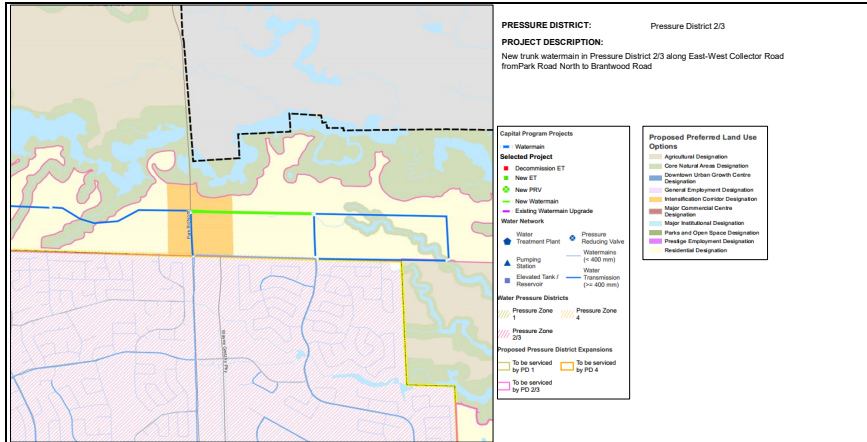 PRESSURE DISTRICT: Pressure District 2/3
PROJECT DESCRIPTION:
New trunk watermain in Pressure District 2/3 along East-West Collector Road
fromPark Road North to Brantwood Road
Capital Program Projects
Watermain
Selected Project
Decommission ET
New ET
New PRV
New Watermain
Existing Watermain Upgrade
Water Network
Water
Treatment Plant
Pressure
Reducing Valve
Pumping
Station
Watermains
(< 400 mm)
Elevated Tank /
Reservoir
Water
Transmission
(>= 400 mm)
Water Pressure Districts
Pressure Zone
1
Pressure Zone
4
Pressure Zone
2/3
Proposed Pressure District Expansions
To be serviced
by PD 1
To be serviced
by PD 4
To be serviced
by PD 2/3
Proposed Preferred Land Use
Options
Agricultural Designation
Core Natural Areas Designation
Downtown Urban Growth Centre
Designation
General Employment Designation
Intensification Corridor Designation
Major Commercial Centre
Designation
Major Institutional Designation
Parks and Open Space Designation
Prestige Employment Designation
Residential Designation
Park Rd North
Wayne Gretzky Pky